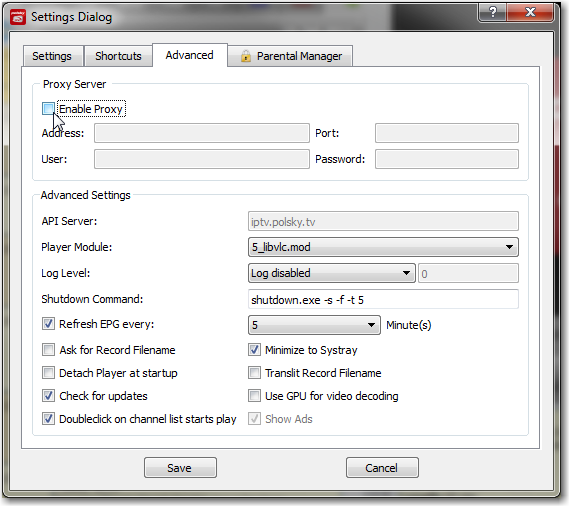 Settings Dialog
Settings Shortcuts Advanced Parental Manager
Proxy Server
Enable Proxy
Address: Port:
User: Password:
Advanced Settings
API Server: iptv.polsky.tv
Player Module: 5_libvlc.mod
Log Level: Log disabled 0
Shutdown Command: shutdown.exe -s -f -t 5
Refresh EPG every: 5 Minute(s)
Ask for Record Filename Minimize to Systray
Detach Player at startup Translit Record Filename
Check for updates Use GPU for video decoding
Doubleclick on channel list starts play Show Ads
Save Cancel